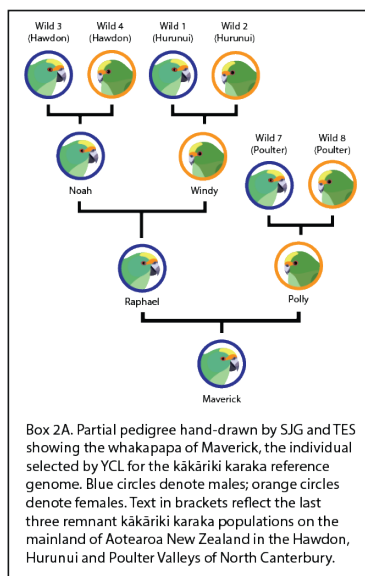 Wild 3 Wild 4 Wild 1 Wild 2
(Hawdon) (Hawdon) (Hurunui) (Hurunui)
Wild 7 Wild 8
(Poulter) (Poulter)
Noah Windy
Raphael Polly
Maverick
Box 2A. Partial pedigree hand-drawn by SJG and TES
showing the whakapapa of Maverick, the individual
selected by YCL for the kākāriki karaka reference
genome. Blue circles denote males; orange circles
denote females. Text in brackets reflect the last
three remnant kākāriki karaka populations on the
mainland of Aotearoa New Zealand in the Hawdon,
Hurunui and Poulter Valleys of North Canterbury.